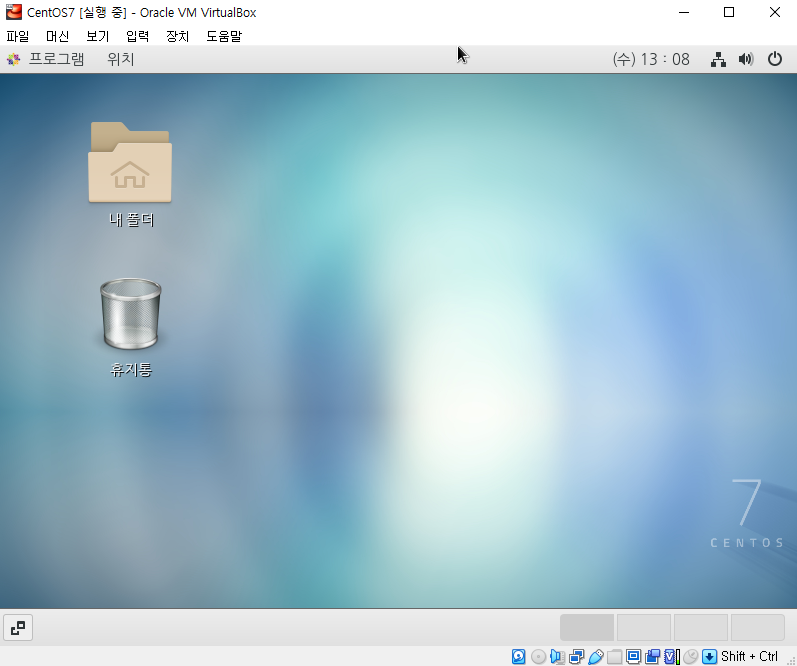 CentOS7 [실행 중] - Oracle VM VirtualBox
파일 머신 보기 입력 장치 도움말
프로그램 위치 (수) 13 : 08
내 폴더
휴지통
7
CENTOS
Shift + Ctrl